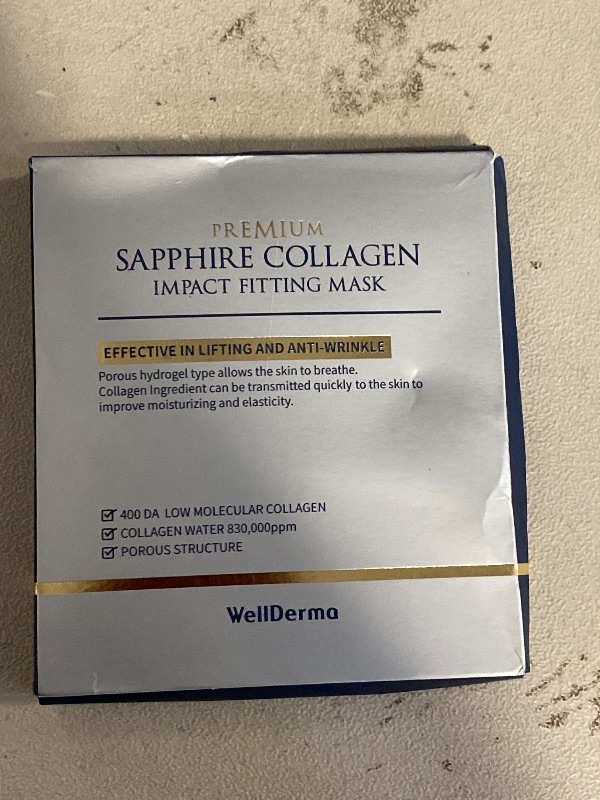 PREMIUM
SAPPHIRE COLLAGEN
IMPACT FITTING MASK
EFFECTIVE IN LIFTING AND ANTI-WRINKLE
Porous hydrogel type allows the skin to breathe.
Collagen Ingredient can be transmitted quickly to the skin to
improve moisturizing and elasticity.
400 DA LOW MOLECULAR COLLAGEN
COLLAGEN WATER 830,000ppm
POROUS STRUCTURE
WellDerma